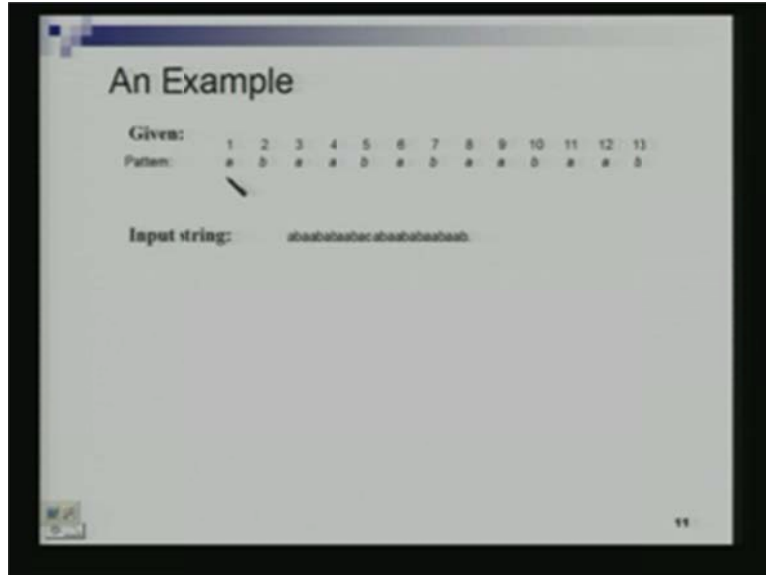 An Example
Given:
1 2 3 4 5 6 7 8 9 10 11 12 13
Pattern: a b a a b a b a a b a a b
Input string: abaababaabacabaababaabaab.
11